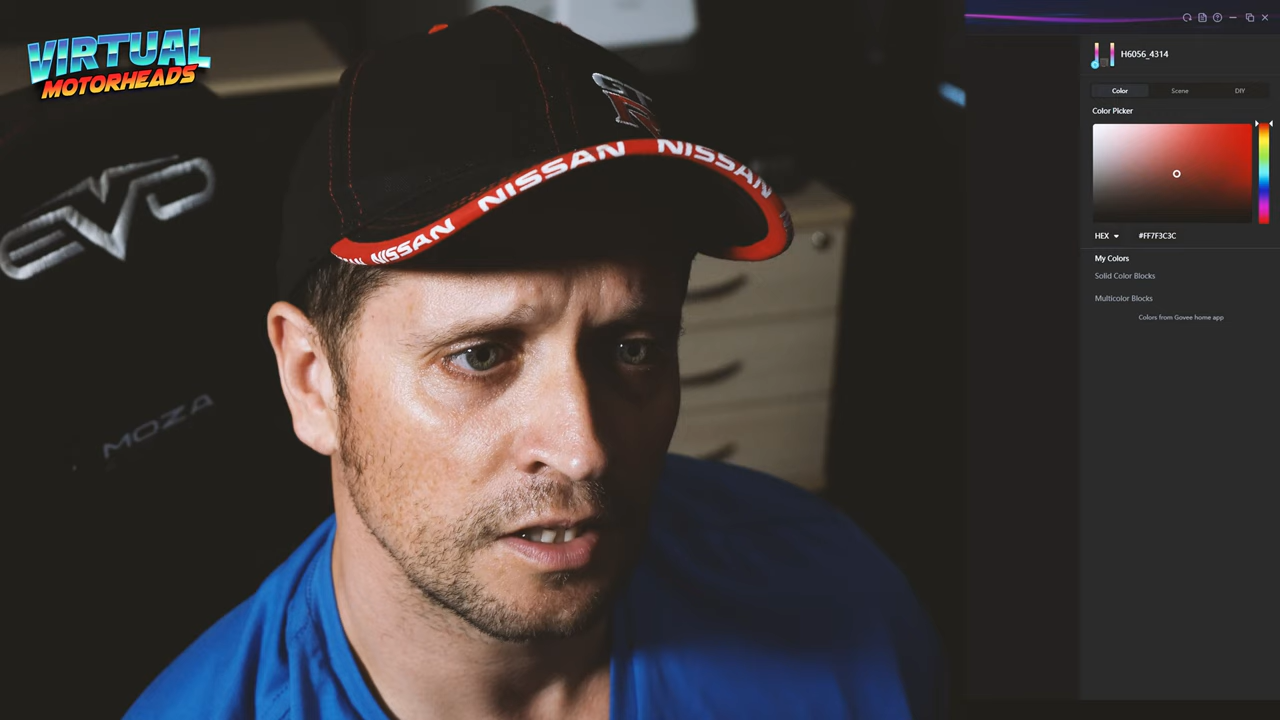 VIRTUAL
MOTORHEADS
EVO
MOZA
GT
R
NISSAN
NISSAN
NISSAN
H6056_4314
Color
Scene
DIY
Color Picker
HEX
#FF7F3C3C
My Colors
Solid Color Blocks
Multicolor Blocks
Colors from Govee home app